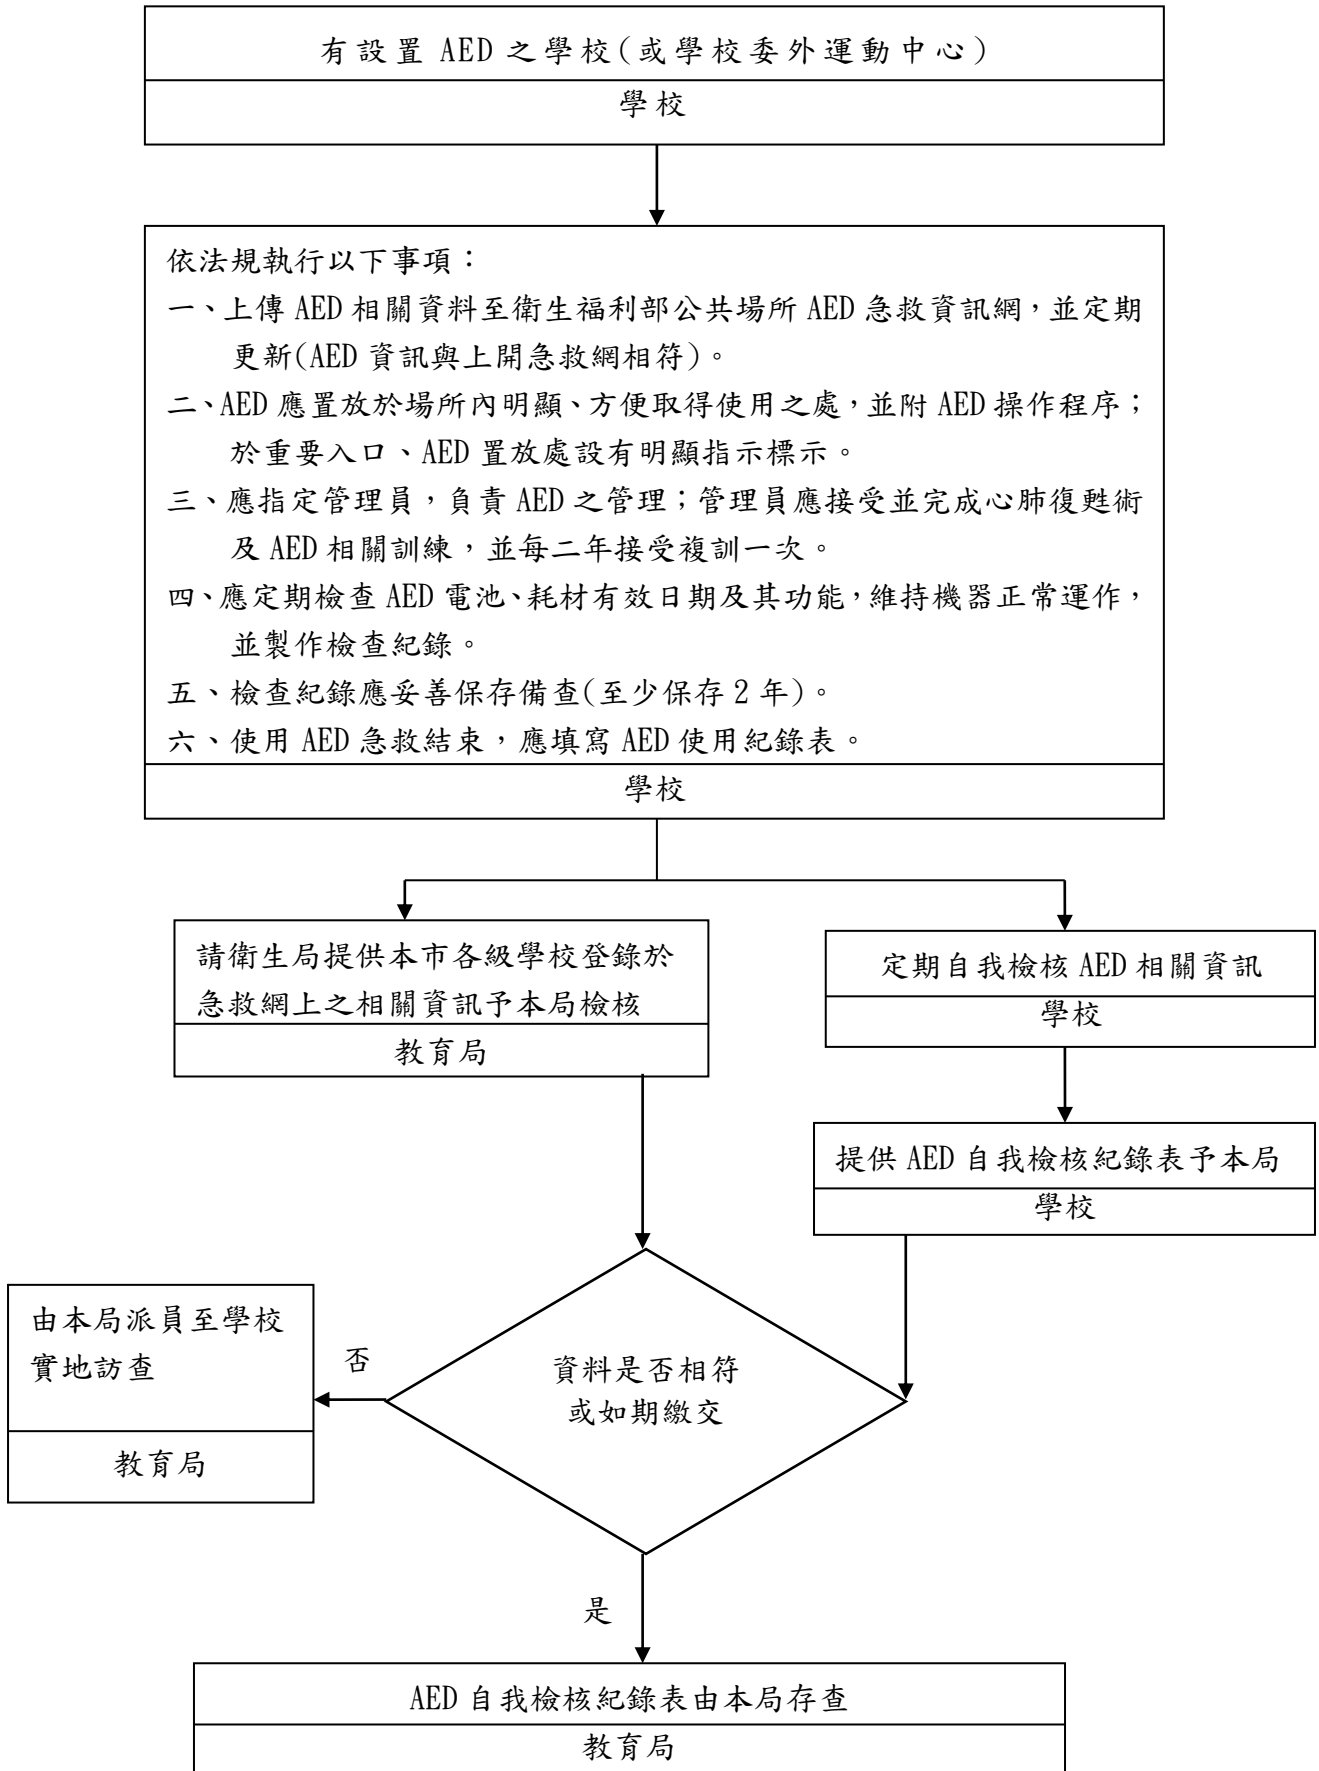 有設置 AED 之學校(或學校委外運動中心)
學校
依法規執行以下事項：
一、上傳 AED 相關資料至衛生福利部公共場所 AED 急救資訊網，並定期
更新(AED 資訊與上開急救網相符)。
二、AED 應置放於場所內明顯、方便取得使用之處，並附 AED 操作程序；
於重要入口、AED 置放處設有明顯指示標示。
三、應指定管理員，負責 AED 之管理；管理員應接受並完成心肺復甦術
及 AED 相關訓練，並每二年接受複訓一次。
四、應定期檢查 AED 電池、耗材有效日期及其功能，維持機器正常運作，
並製作檢查紀錄。
五、檢查紀錄應妥善保存備查(至少保存 2 年)。
六、使用 AED 急救結束，應填寫 AED 使用紀錄表。
學校
請衛生局提供本市各級學校登錄於
急救網上之相關資訊予本局檢核
教育局
定期自我檢核 AED 相關資訊
學校
提供 AED 自我檢核紀錄表予本局
學校
資料是否相符
或如期繳交
否
由本局派員至學校
實地訪查
教育局
是
AED 自我檢核紀錄表由本局存查
教育局